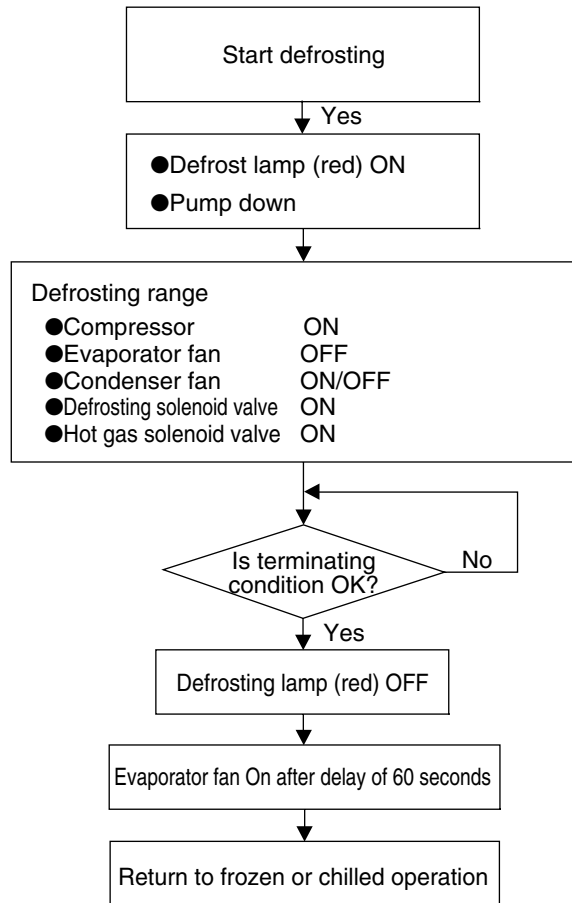 Start defrosting
Yes
●Defrost lamp (red) ON
●Pump down
Defrosting range
●Compressor ON
●Evaporator fan OFF
●Condenser fan ON/OFF
●Defrosting solenoid valve ON
●Hot gas solenoid valve ON
Is terminating
condition OK?
No
Yes
Defrosting lamp (red) OFF
Evaporator fan On after delay of 60 seconds
Return to frozen or chilled operation